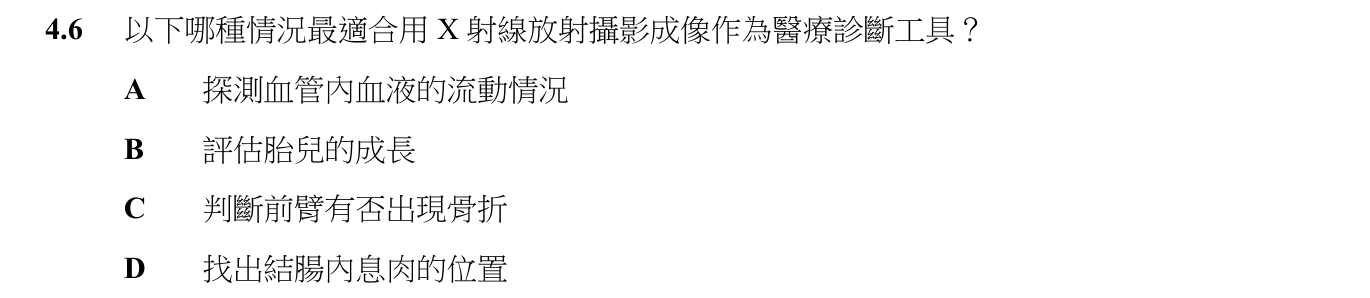 4.6 以下哪種情況最適合用 X 射線放射攝影成像作為醫療診斷工具？
A 探測血管內血液的流動情況
B 評估胎兒的成長
C 判斷前臂有否出現骨折
D 找出結腸內息肉的位置